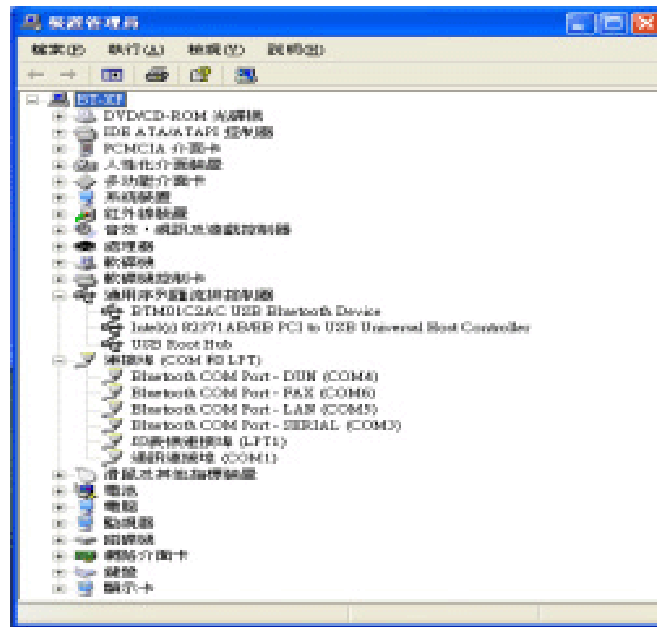 裝置管理員
檔案(F) 執行(A) 檢視(V) 說明(H)
BT-XP
DVD/CD-ROM 光碟機
IDE ATA/ATAPI 控制器
PCMCIA 介面卡
人性化介面裝置
多功能介面卡
系統裝置
紅外線裝置
音效、視訊及遊戲控制器
處理器
軟碟機
軟碟機控制卡
通用序列匯流排控制器
BTM01C2AC USB Bluetooth Device
Intel(r) 82371AB/EB PCI to USB Universal Host Controller
USB Root Hub
連接埠 (COM 和 LPT)
Bluetooth COM Port - DUN (COM4)
Bluetooth COM Port - FAX (COM6)
Bluetooth COM Port - LAN (COM5)
Bluetooth COM Port - SERIAL (COM3)
印表機連接埠 (LPT1)
通訊連接埠 (COM1)
滑鼠及其他指標裝置
電池
電腦
監視器
磁碟機
網路介面卡
鍵盤
顯示卡